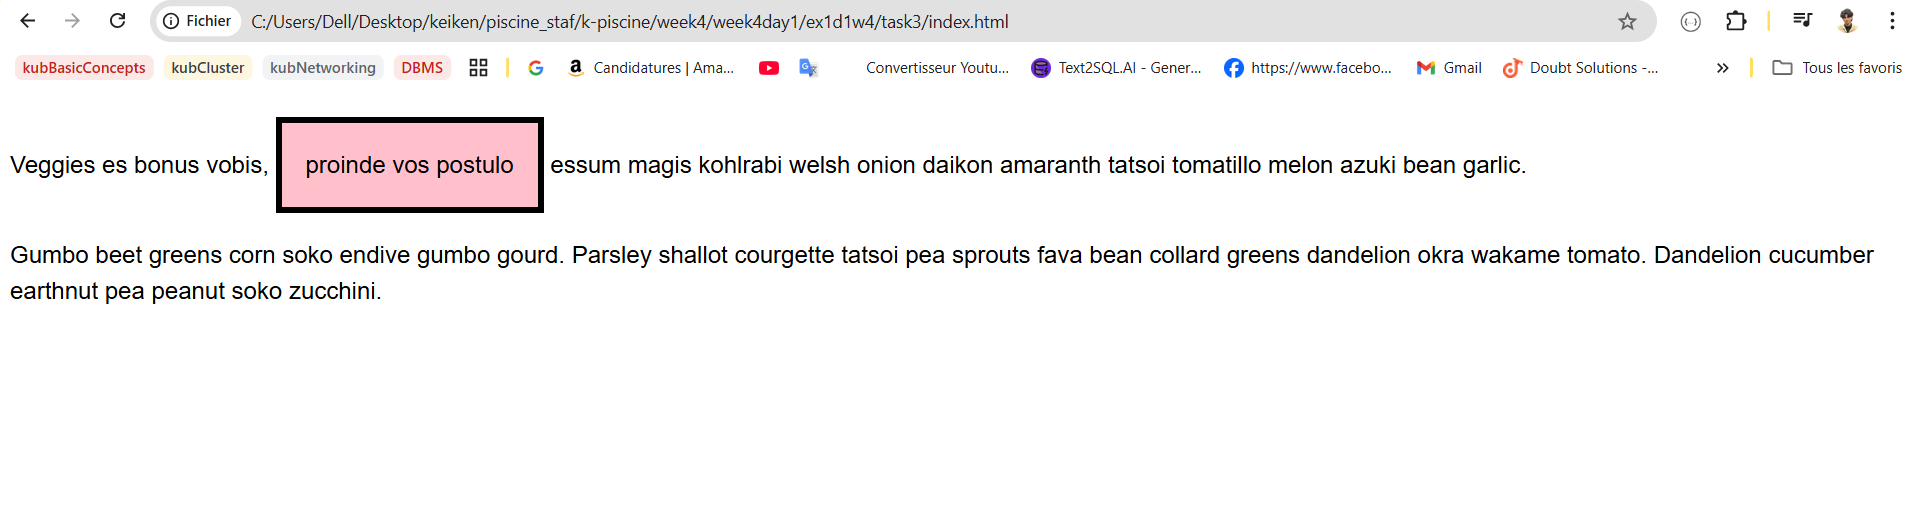 Fichier C:/Users/Dell/Desktop/keiken/piscine_staf/k-piscine/week4/week4day1/ex1d1w4/task3/index.html
kubBasicConcepts kubCluster kubNetworking DBMS Candidatures | Ama... Convertisseur Youtu... Text2SQL.AI - Gener... https://www.facebo... Gmail Doubt Solutions -... Tous les favoris
Veggies es bonus vobis, proinde vos postulo essum magis kohlrabi welsh onion daikon amaranth tatsoi tomatillo melon azuki bean garlic.
Gumbo beet greens corn soko endive gumbo gourd. Parsley shallot courgette tatsoi pea sprouts fava bean collard greens dandelion okra wakame tomato. Dandelion cucumber
earthnut pea peanut soko zucchini.